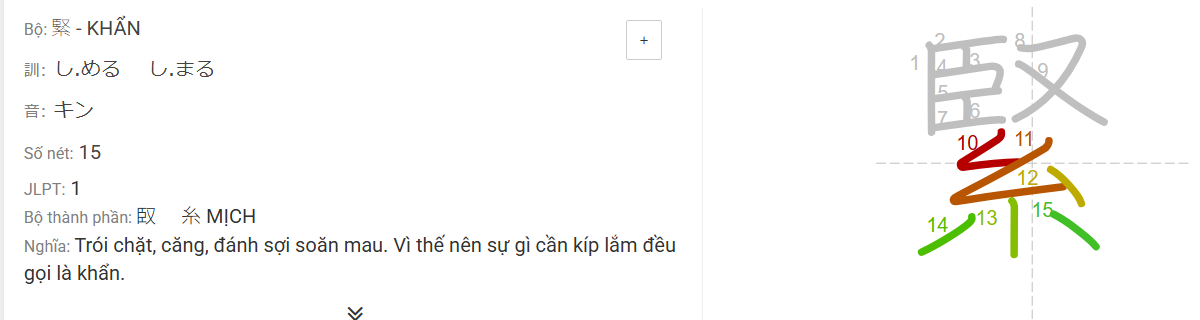 Bộ: 緊 - KHẨN
+
訓: し.める し.まる
音: キン
Số nét: 15
JLPT: 1
Bộ thành phần: 臤 糸 MỊCH
Nghĩa: Trói chặt, căng, đánh sợi soăn mau. Vì thế nên sự gì cần kíp lắm đều
gọi là khẩn.
緊
1 2 3 4 5 6 7 8 9 10 11 12 13 14 15